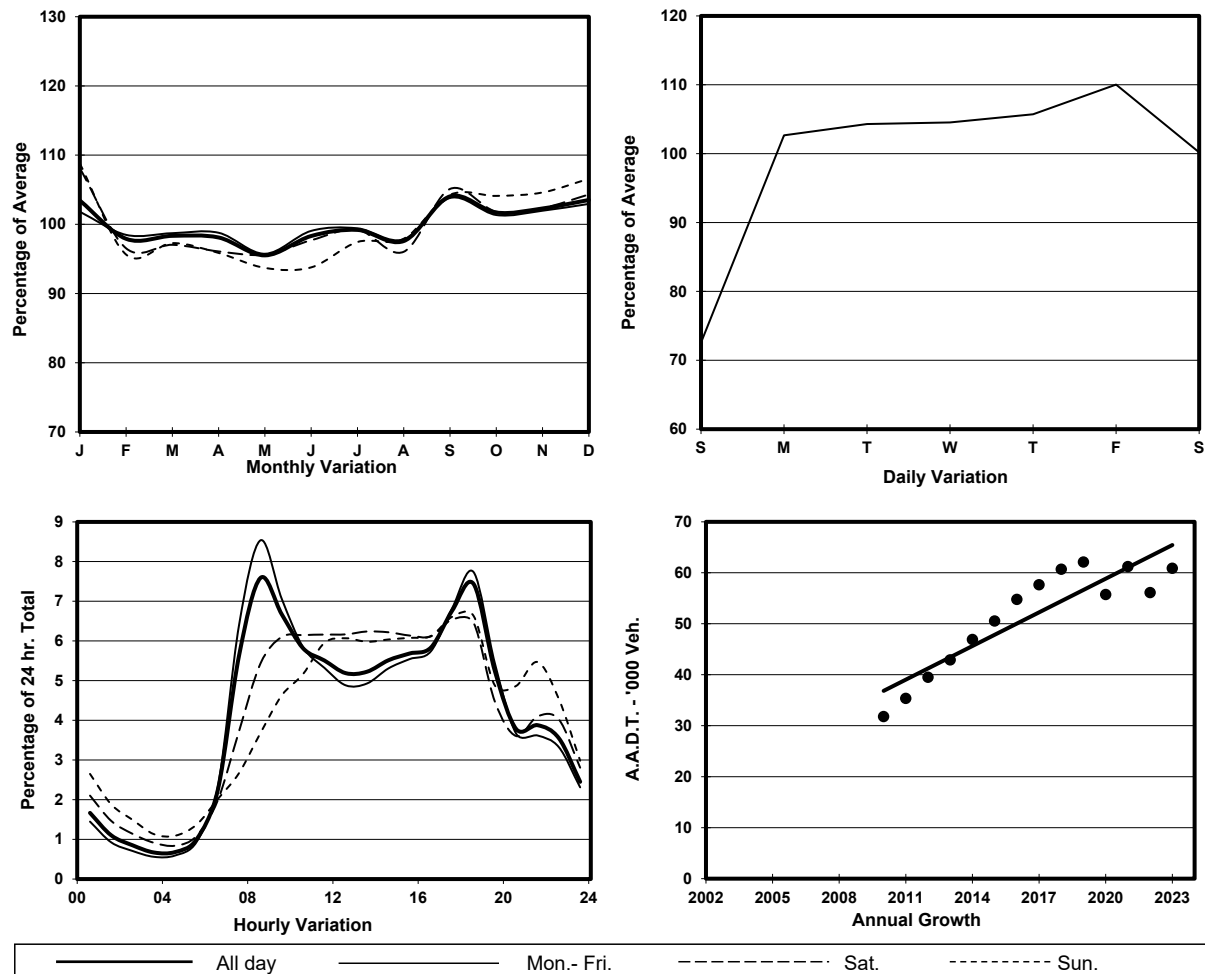 130
120
110
100
90
80
70
Percentage of Average
J F M A M J J A S O N D
Monthly Variation
120
110
100
90
80
70
60
Percentage of Average
S M T W T F S
Daily Variation
9
8
7
6
5
4
3
2
1
0
Percentage of 24 hr. Total
00 04 08 12 16 20 24
Hourly Variation
70
60
50
40
30
20
10
0
A.A.D.T. - '000 Veh.
2002 2005 2008 2011 2014 2017 2020 2023
Annual Growth
All day Mon.- Fri. Sat. Sun.